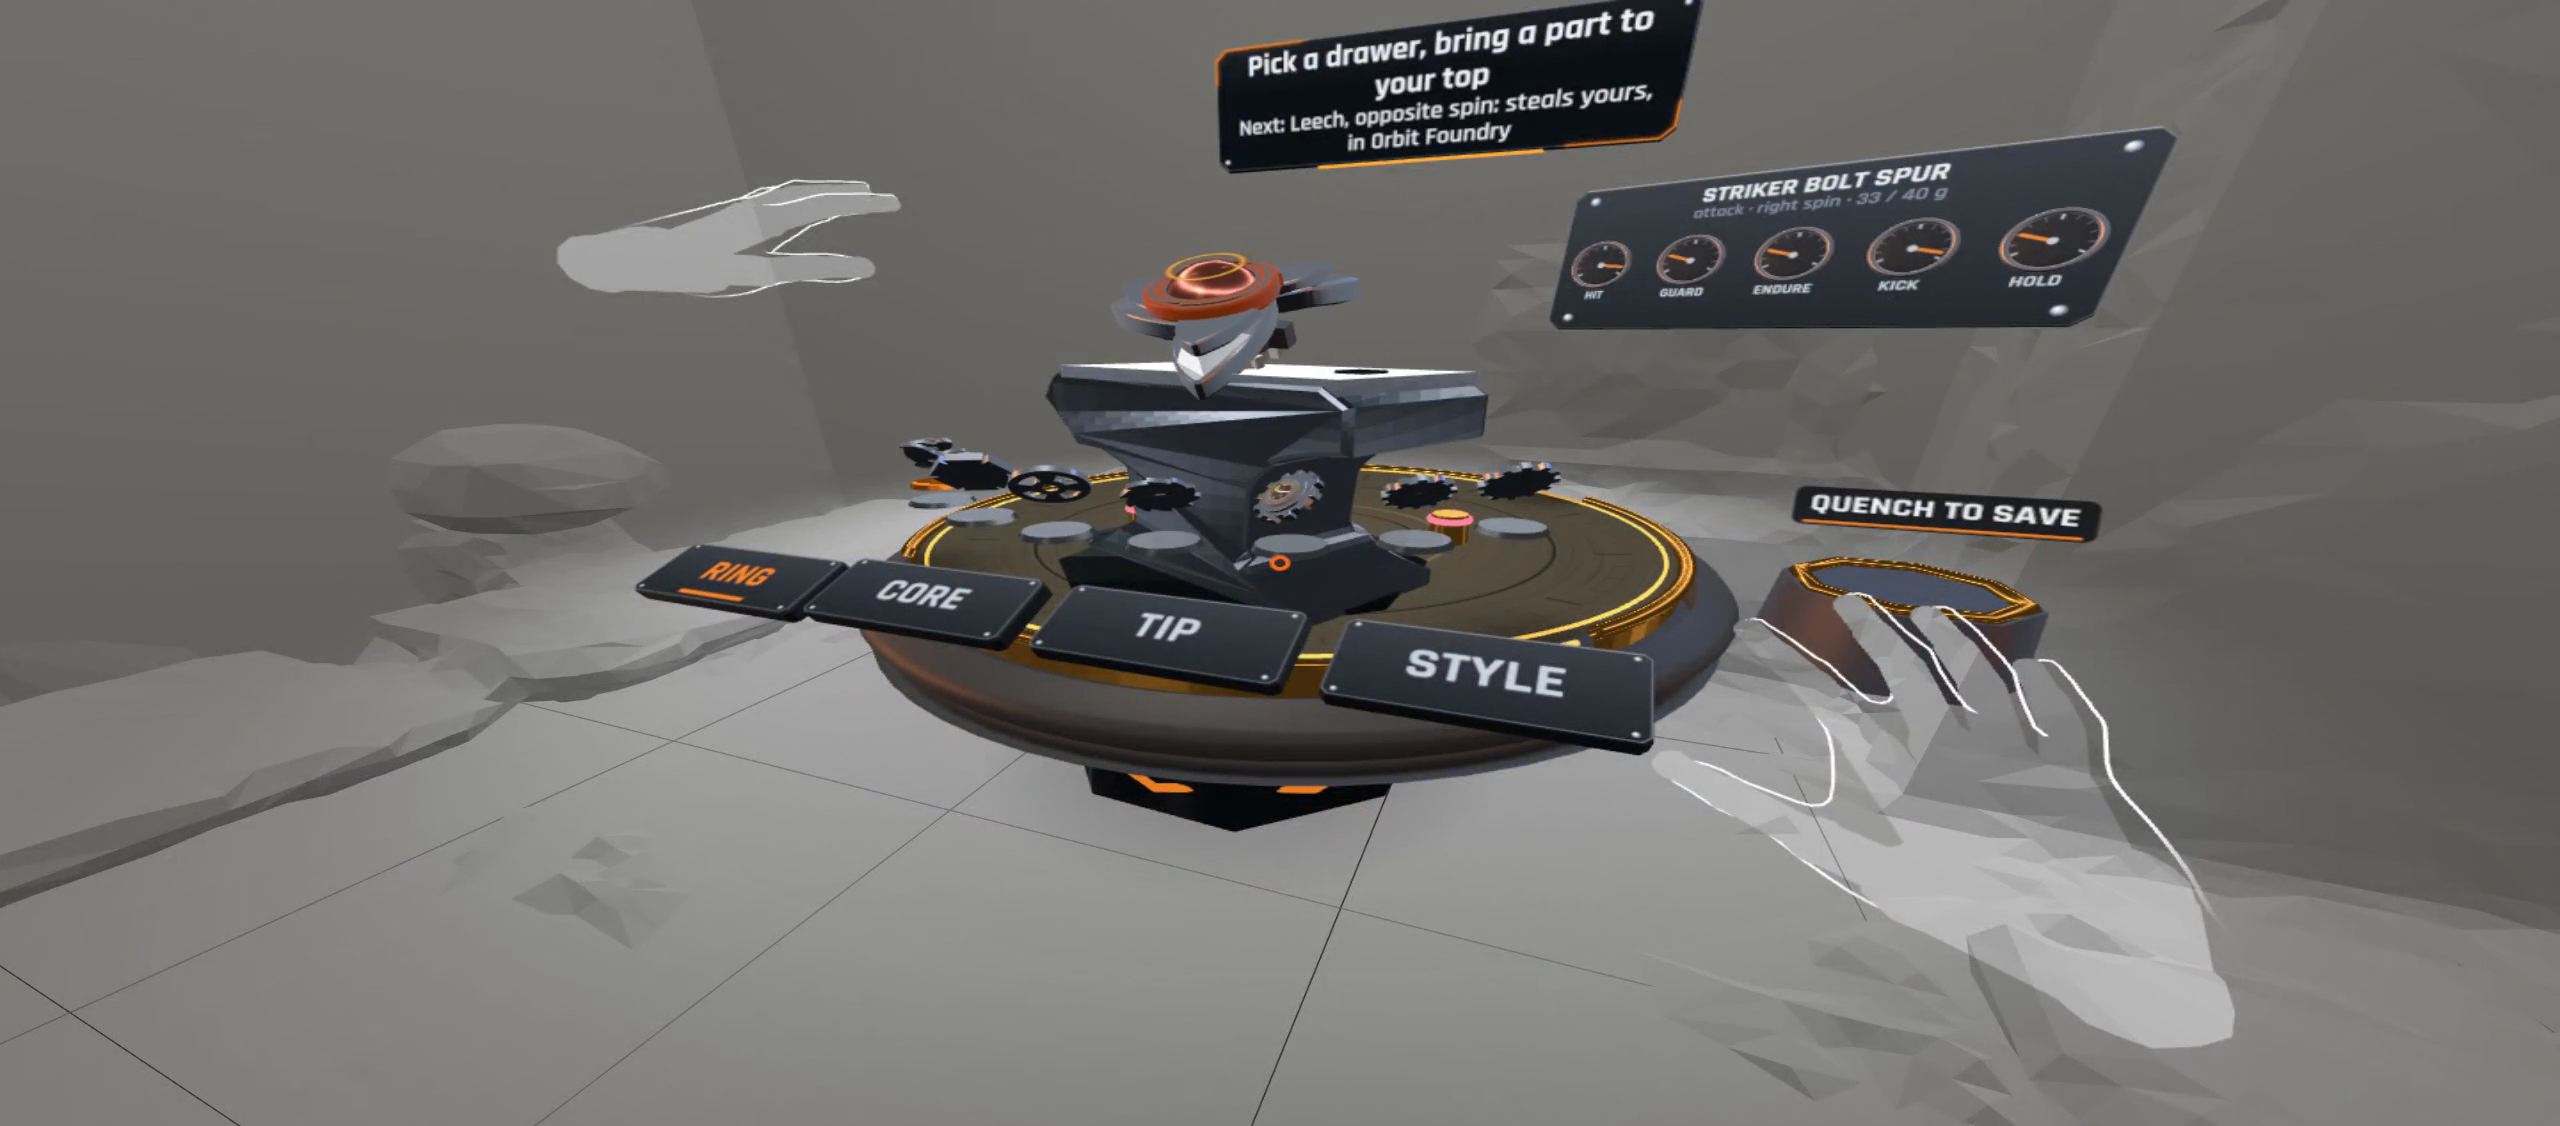 Pick a drawer, bring a part to
your top
Next: Leech, opposite spin: steals yours,
in Orbit Foundry
STRIKER BOLT SPUR
attack · right spin · 33 / 40 g
HIT
GUARD
ENDURE
KICK
HOLD
QUENCH TO SAVE
RING
CORE
TIP
STYLE